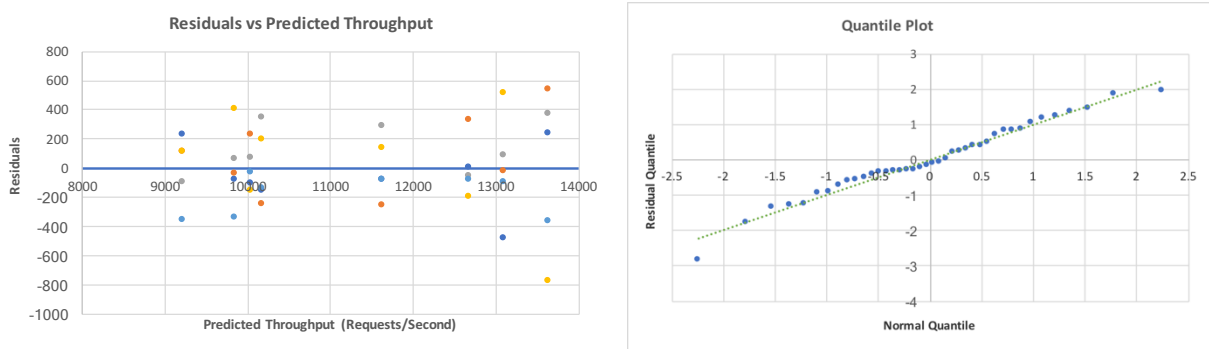 Residuals vs Predicted Throughput
800
600
400
200
0
-200
-400
-600
-800
-1000
8000 9000 10000 11000 12000 13000 14000
Residuals
Predicted Throughput (Requests/Second)
Quantile Plot
3
2
1
0
-1
-2
-3
-4
-2.5 -2 -1.5 -1 -0.5 0 0.5 1 1.5 2 2.5
Residual Quantile
Normal Quantile